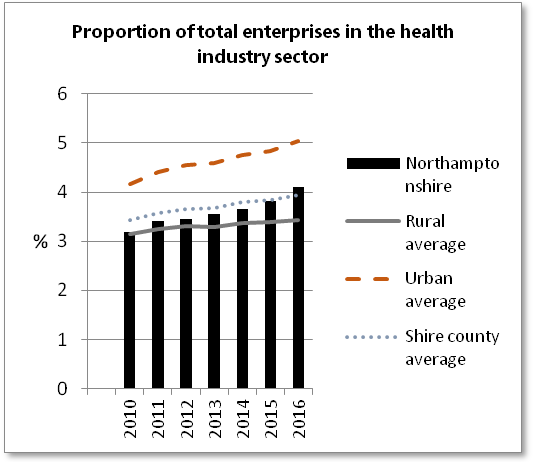 Proportion of total enterprises in the health
industry sector
6
5
4
3
2
1
0
%
2010
2011
2012
2013
2014
2015
2016
Northampto
nshire
Rural
average
Urban
average
Shire county
average